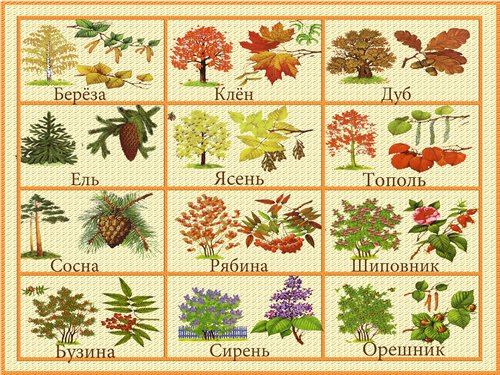 Берёза
Клён
Дуб
Ель
Ясень
Тополь
Сосна
Рябина
Шиповник
Бузина
Сирень
Орешник